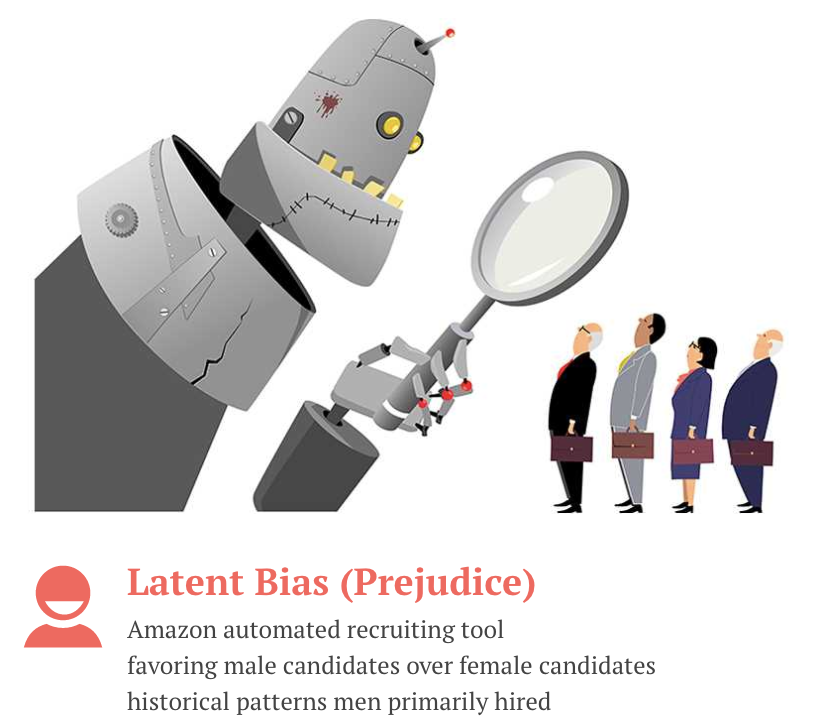 Latent Bias (Prejudice)
Amazon automated recruiting tool
favoring male candidates over female candidates
historical patterns men primarily hired